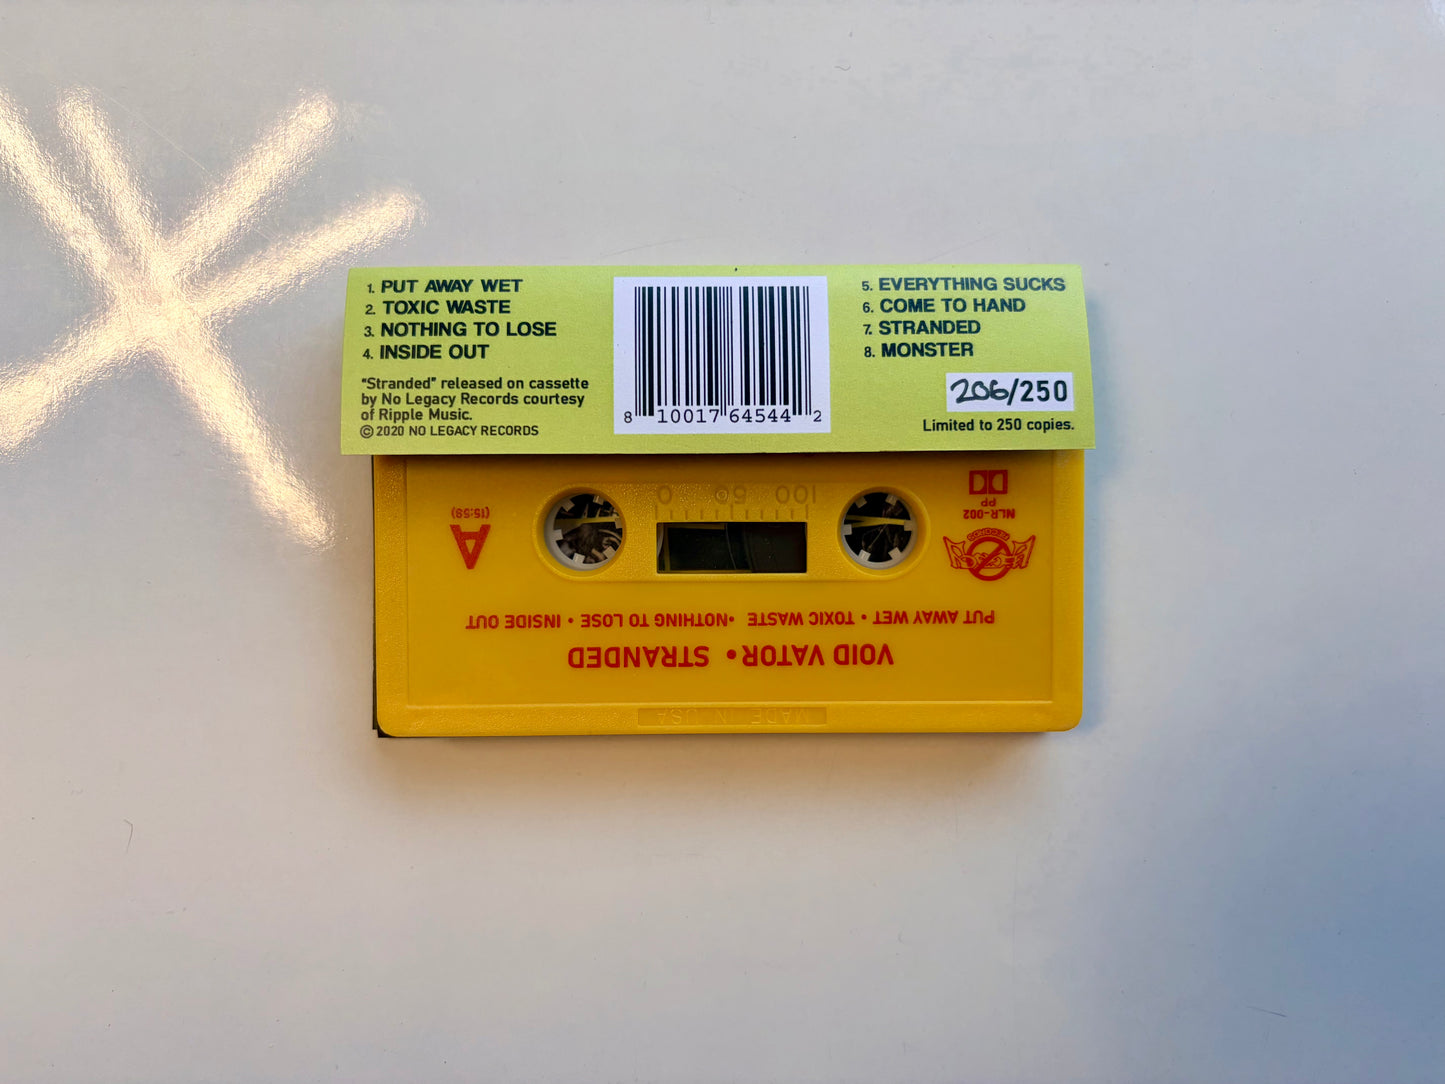 1. PUT AWAY WET
2. TOXIC WASTE
3. NOTHING TO LOSE
4. INSIDE OUT
"Stranded" released on cassette
by No Legacy Records courtesy
of Ripple Music.
© 2020 NO LEGACY RECORDS
8 10017 64544 2
5. EVERYTHING SUCKS
6. COME TO HAND
7. STRANDED
8. MONSTER
206/250
Limited to 250 copies.
MADE IN USA
VOID VATOR • STRANDED
PUT AWAY WET • TOXIC WASTE • NOTHING TO LOSE • INSIDE OUT
A
(15:58)
NLR-002
PP
100 50 0